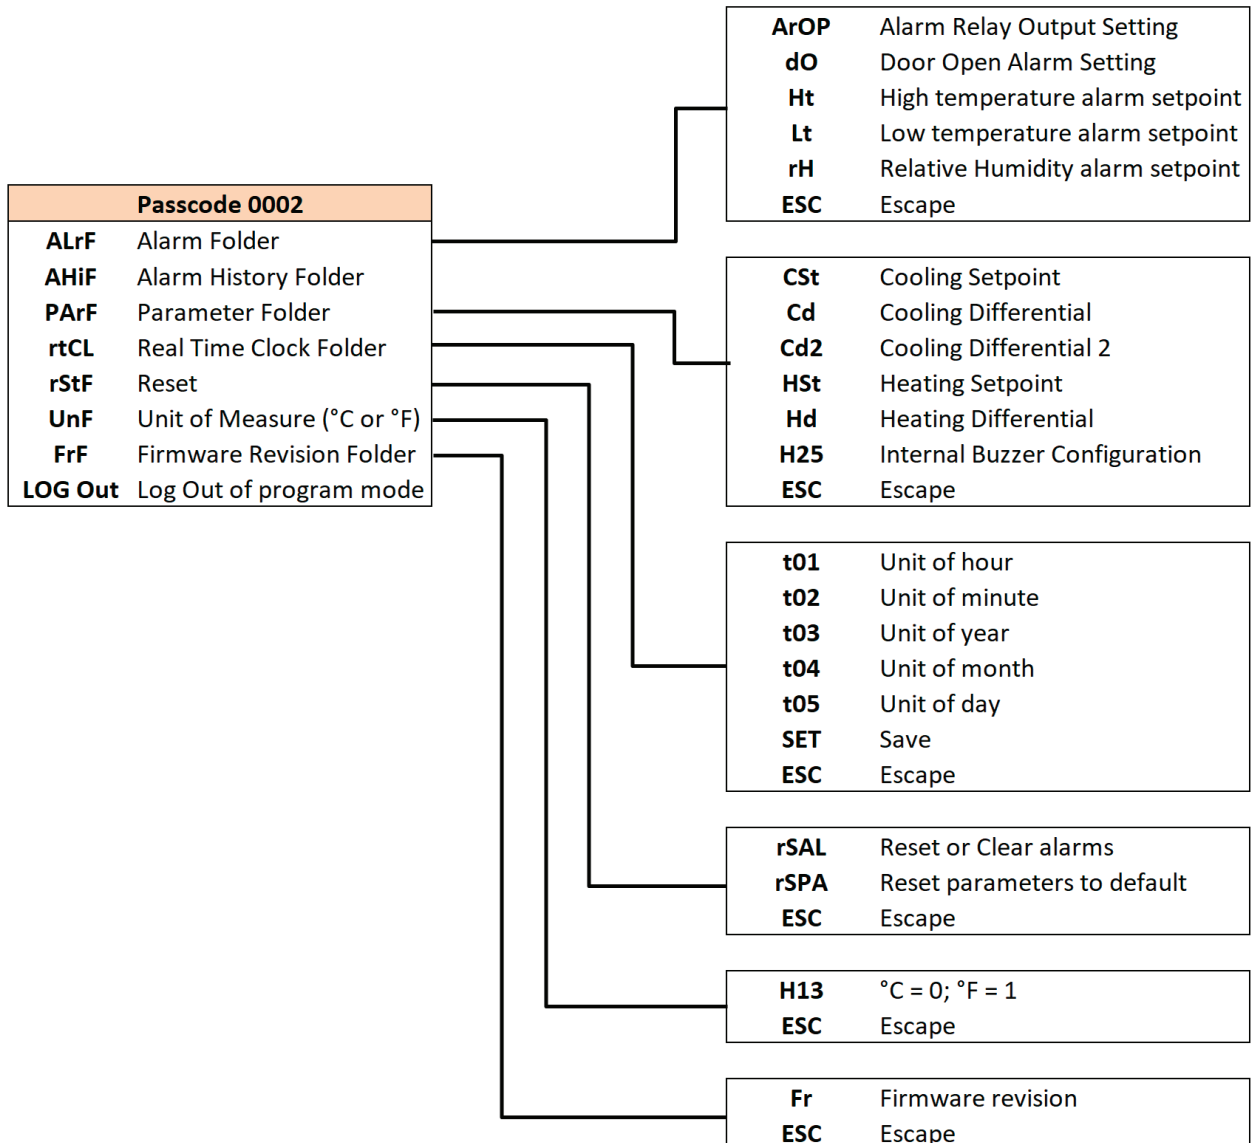 Passcode 0002
ALrF Alarm Folder
AHiF Alarm History Folder
PArF Parameter Folder
rtCL Real Time Clock Folder
rStF Reset
UnF Unit of Measure (°C or °F)
FrF Firmware Revision Folder
LOG Out Log Out of program mode
ArOP Alarm Relay Output Setting
dO Door Open Alarm Setting
Ht High temperature alarm setpoint
Lt Low temperature alarm setpoint
rH Relative Humidity alarm setpoint
ESC Escape
CSt Cooling Setpoint
Cd Cooling Differential
Cd2 Cooling Differential 2
HSt Heating Setpoint
Hd Heating Differential
H25 Internal Buzzer Configuration
ESC Escape
t01 Unit of hour
t02 Unit of minute
t03 Unit of year
t04 Unit of month
t05 Unit of day
SET Save
ESC Escape
rSAL Reset or Clear alarms
rSPA Reset parameters to default
ESC Escape
H13 °C = 0; °F = 1
ESC Escape
Fr Firmware revision
ESC Escape